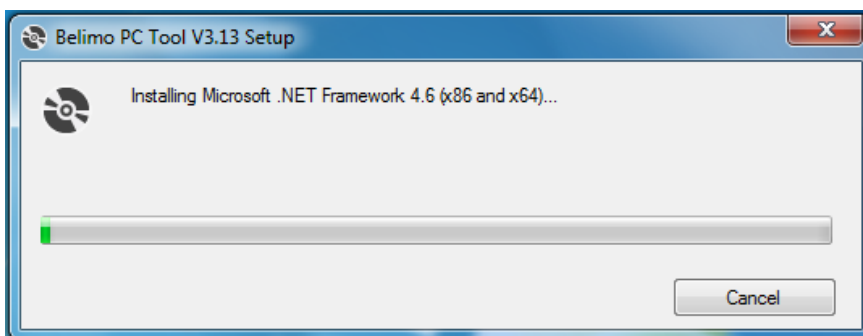 Belimo PC Tool V3.13 Setup
Installing Microsoft .NET Framework 4.6 (x86 and x64)...
Cancel